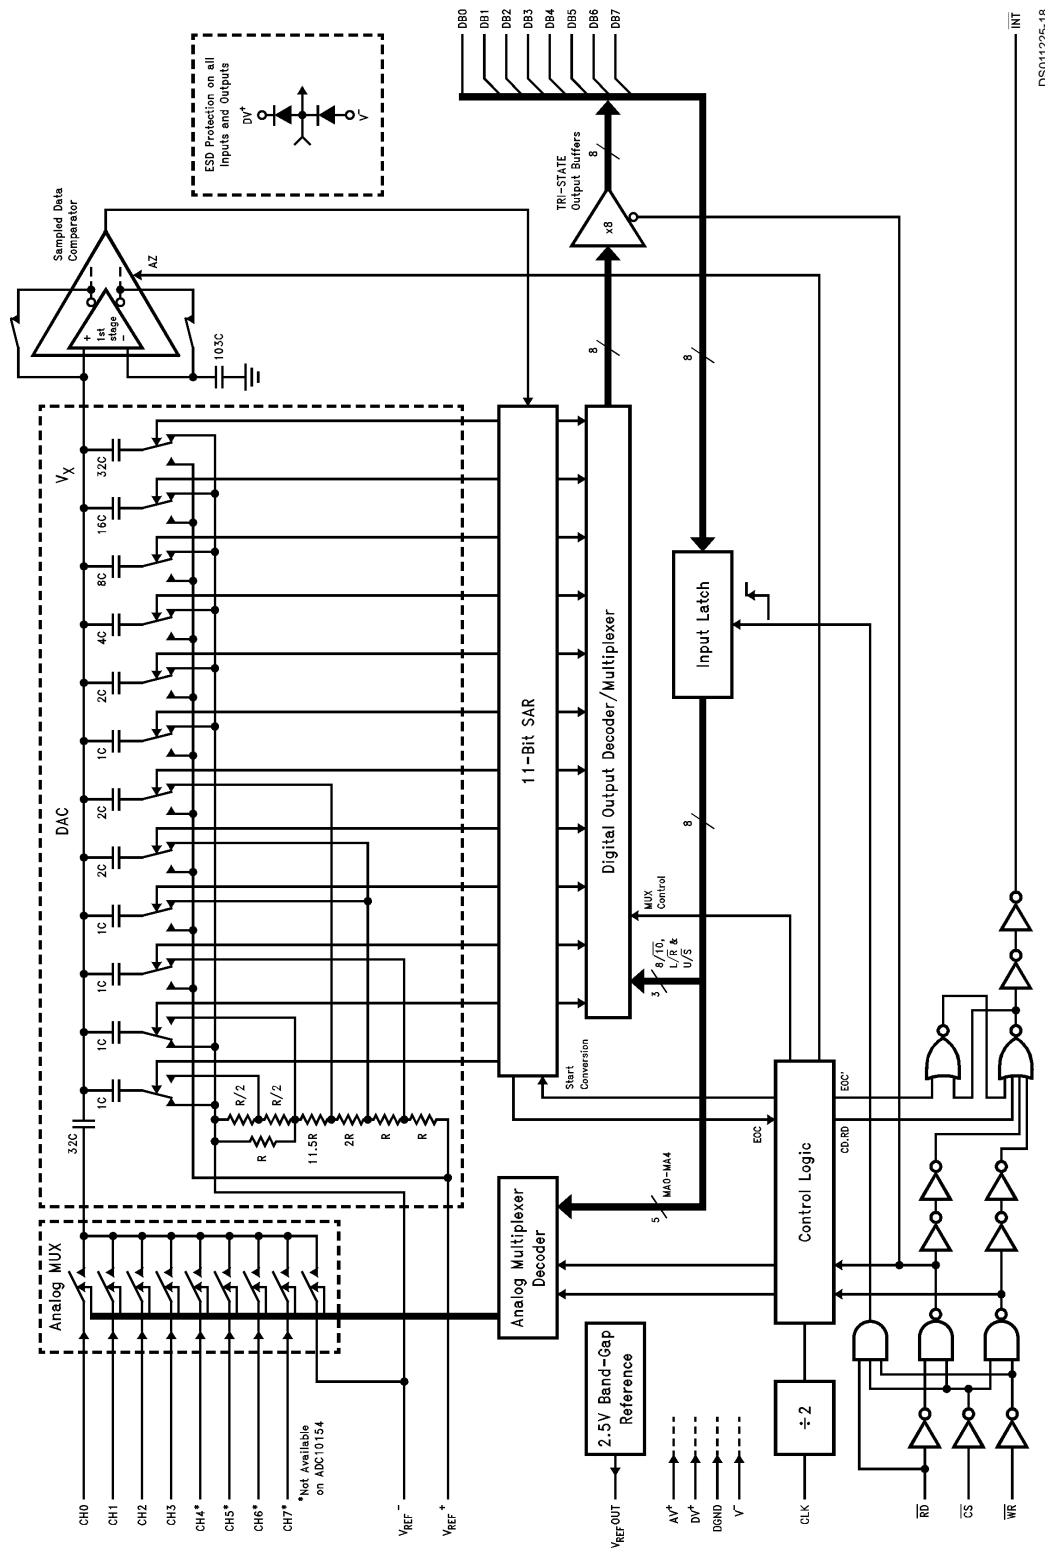 CH0
CH1
CH2
CH3
CH4*
CH5*
CH6*
CH7*
*Not Available
on ADC10154
VREF-
VREF+
Analog MUX
32C
DAC
VX
1C
1C
1C
1C
2C
2C
1C
2C
4C
8C
16C
32C
R/2
R/2
R
11.5R
2R
R
R
Sampled Data
Comparator
+
1st
stage
-
AZ
103C
ESD Protection on all
Inputs and Outputs
DV+
V-
11-Bit SAR
Digital Output Decoder/Multiplexer
8
TRI-STATE
Output Buffers
x8
8
DB0
DB1
DB2
DB3
DB4
DB5
DB6
DB7
8
Input Latch
8
MUX
Control
3
8/10,
L/R &
U/S
Start
Conversion
EOC
Analog Multiplexer
Decoder
5
MA0-MA4
Control Logic
EOC'
CD.RD
2.5V Band-Gap
Reference
VREFOUT
AV+
DV+
DGND
V-
÷2
CLK
RD
CS
WR
INT
DS011225-18